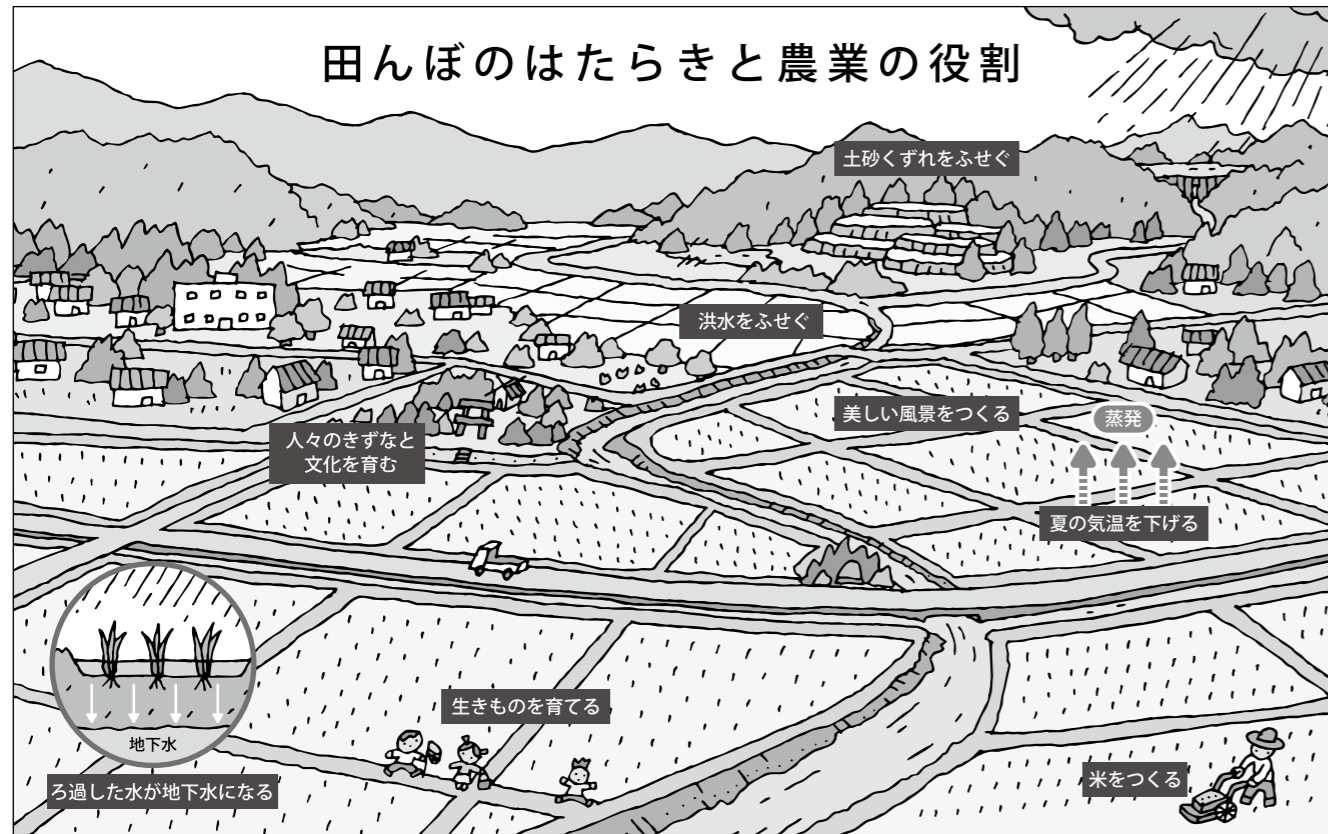 田んぼのはたらきと農業の役割
土砂くずれをふせぐ
洪水をふせぐ
美しい風景をつくる
蒸発
人々のきずなと
文化を育む
夏の気温を下げる
生きものを育てる
地下水
ろ過した水が地下水になる
米をつくる